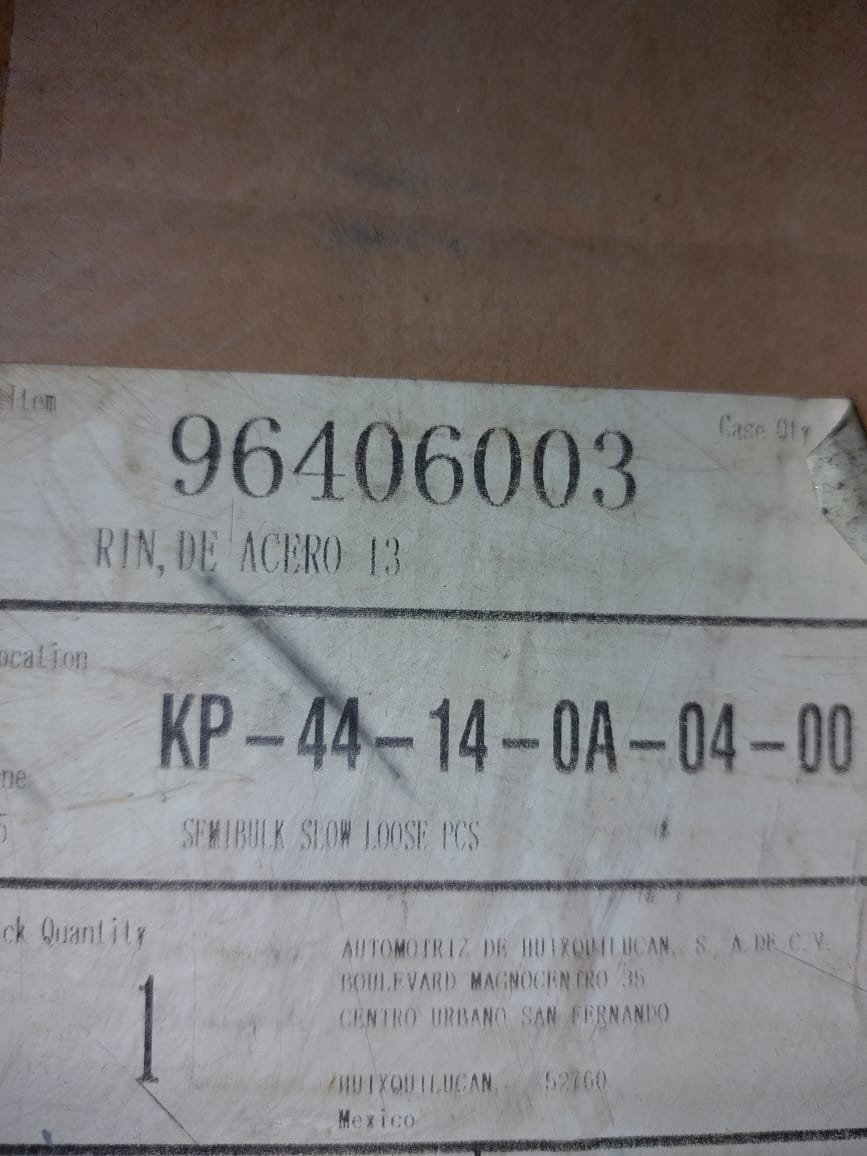 Item
96406003
Case Qty
RIN, DE ACERO 13
ocation
KP-44-14-0A-04-00
ne
5
SEMIBULK SLOW LOOSE PCS
ck Quantity
1
AUTOMOTRIZ DE HUIXQUILUCAN, S. A. DE C.V.
BOULEVARD MAGNOCENTRO 35
CENTRO URBANO SAN FERNANDO
HUIXQUILUCAN, 52760
Mexico